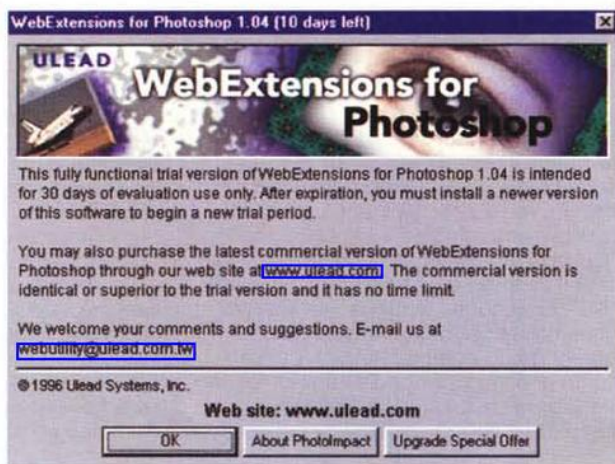 WebExtensions for Photoshop 1.04 (10 days left)
ULEAD
WebExtensions for
Photoshop
This fully functional trial version of WebExtensions for Photoshop 1.04 is intended
for 30 days of evaluation use only. After expiration, you must install a newer version
of this software to begin a new trial period.
You may also purchase the latest commercial version of WebExtensions for
Photoshop through our web site at www.ulead.com. The commercial version is
identical or superior to the trial version and it has no time limit.
We welcome your comments and suggestions. E-mail us at
webutility@ulead.com.tw
©1996 Ulead Systems, Inc.
Web site: www.ulead.com
OK
About PhotoImpact
Upgrade Special Offer